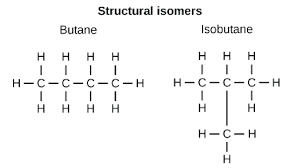 Structural isomers
Butane Isobutane
H H H H H H H
H–C–C–C–C–H H–C–C–C–H
H H H H H H
H–C–H
H